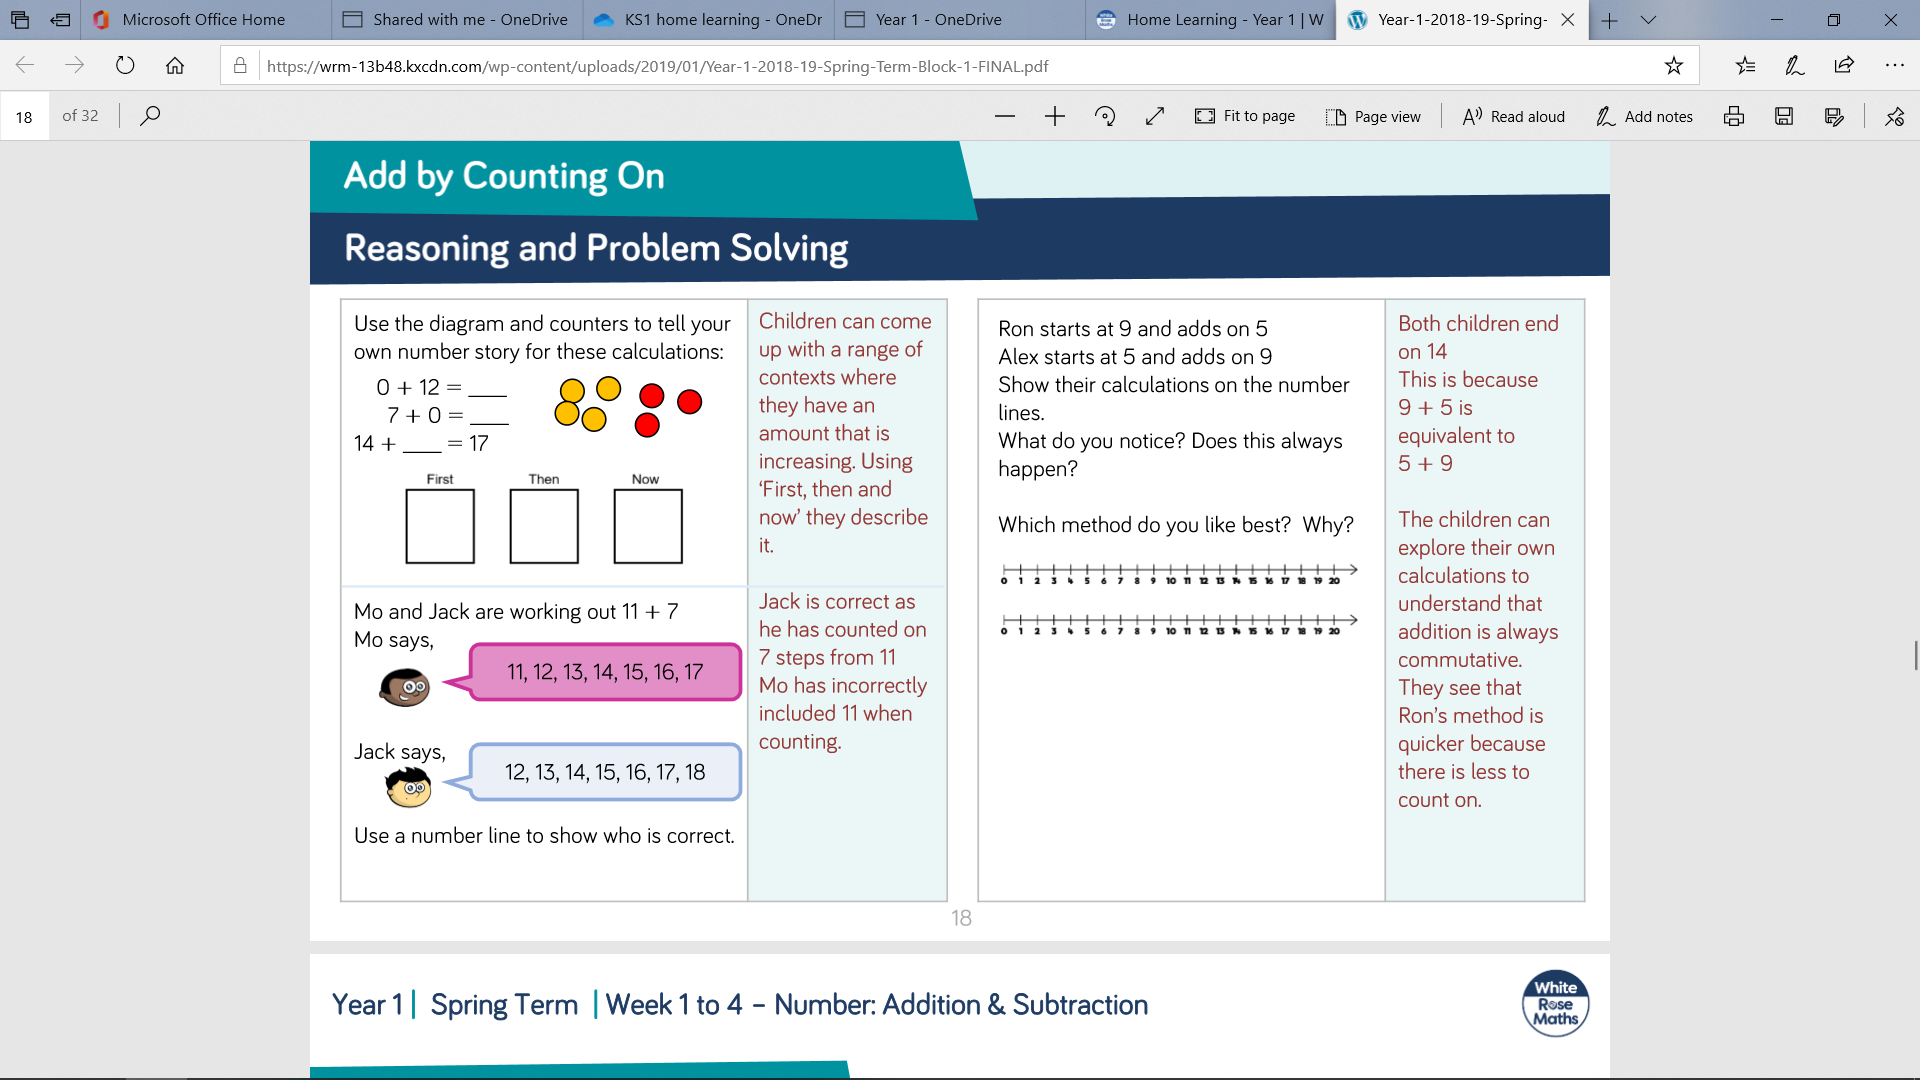 Microsoft Office Home
Shared with me - OneDrive
KS1 home learning - OneDr
Year 1 - OneDrive
Home Learning - Year 1 | W
Year-1-2018-19-Spring-
https://wrm-13b48.kxcdn.com/wp-content/uploads/2019/01/Year-1-2018-19-Spring-Term-Block-1-FINAL.pdf
18 of 32
Fit to page
Page view
Read aloud
Add notes
Add by Counting On
Reasoning and Problem Solving
Use the diagram and counters to tell your
own number story for these calculations:
0 + 12 = ___
7 + 0 = ___
14 + ___ = 17
First Then Now
Children can come
up with a range of
contexts where
they have an
amount that is
increasing. Using
‘First, then and
now’ they describe
it.
Mo and Jack are working out 11 + 7
Mo says,
11, 12, 13, 14, 15, 16, 17
Jack says,
12, 13, 14, 15, 16, 17, 18
Use a number line to show who is correct.
Jack is correct as
he has counted on
7 steps from 11
Mo has incorrectly
included 11 when
counting.
Ron starts at 9 and adds on 5
Alex starts at 5 and adds on 9
Show their calculations on the number
lines.
What do you notice? Does this always
happen?
Which method do you like best? Why?
0 1 2 3 4 5 6 7 8 9 10 11 12 13 14 15 16 17 18 19 20
0 1 2 3 4 5 6 7 8 9 10 11 12 13 14 15 16 17 18 19 20
Both children end
on 14
This is because
9 + 5 is
equivalent to
5 + 9
The children can
explore their own
calculations to
understand that
addition is always
commutative.
They see that
Ron’s method is
quicker because
there is less to
count on.
18
Year 1 | Spring Term | Week 1 to 4 – Number: Addition & Subtraction
White
Rose
Maths